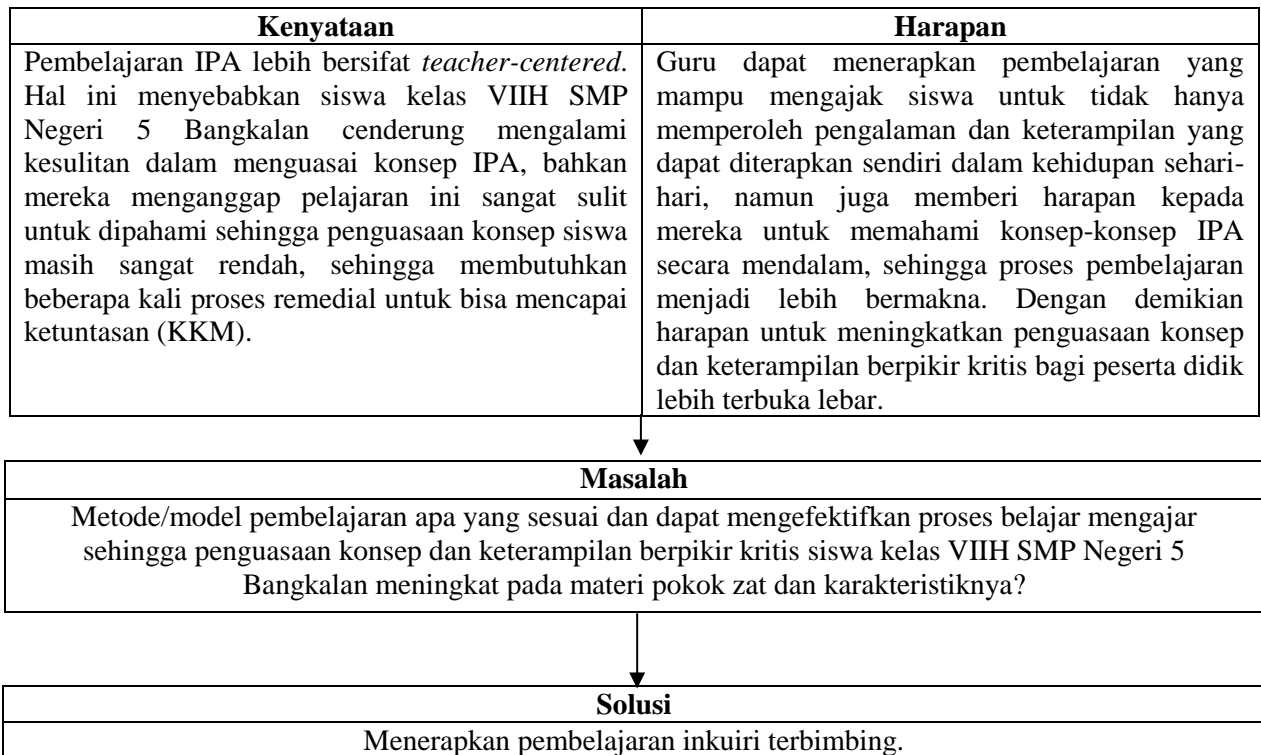 Kenyataan
Pembelajaran IPA lebih bersifat teacher-centered.
Hal ini menyebabkan siswa kelas VIIH SMP
Negeri 5 Bangkalan cenderung mengalami
kesulitan dalam menguasai konsep IPA, bahkan
mereka menganggap pelajaran ini sangat sulit
untuk dipahami sehingga penguasaan konsep siswa
masih sangat rendah, sehingga membutuhkan
beberapa kali proses remedial untuk bisa mencapai
ketuntasan (KKM).
Harapan
Guru dapat menerapkan pembelajaran yang
mampu mengajak siswa untuk tidak hanya
memperoleh pengalaman dan keterampilan yang
dapat diterapkan sendiri dalam kehidupan sehari-
hari, namun juga memberi harapan kepada
mereka untuk memahami konsep-konsep IPA
secara mendalam, sehingga proses pembelajaran
menjadi lebih bermakna. Dengan demikian
harapan untuk meningkatkan penguasaan konsep
dan keterampilan berpikir kritis bagi peserta didik
lebih terbuka lebar.
Masalah
Metode/model pembelajaran apa yang sesuai dan dapat mengefektifkan proses belajar mengajar
sehingga penguasaan konsep dan keterampilan berpikir kritis siswa kelas VIIH SMP Negeri 5
Bangkalan meningkat pada materi pokok zat dan karakteristiknya?
Solusi
Menerapkan pembelajaran inkuiri terbimbing.